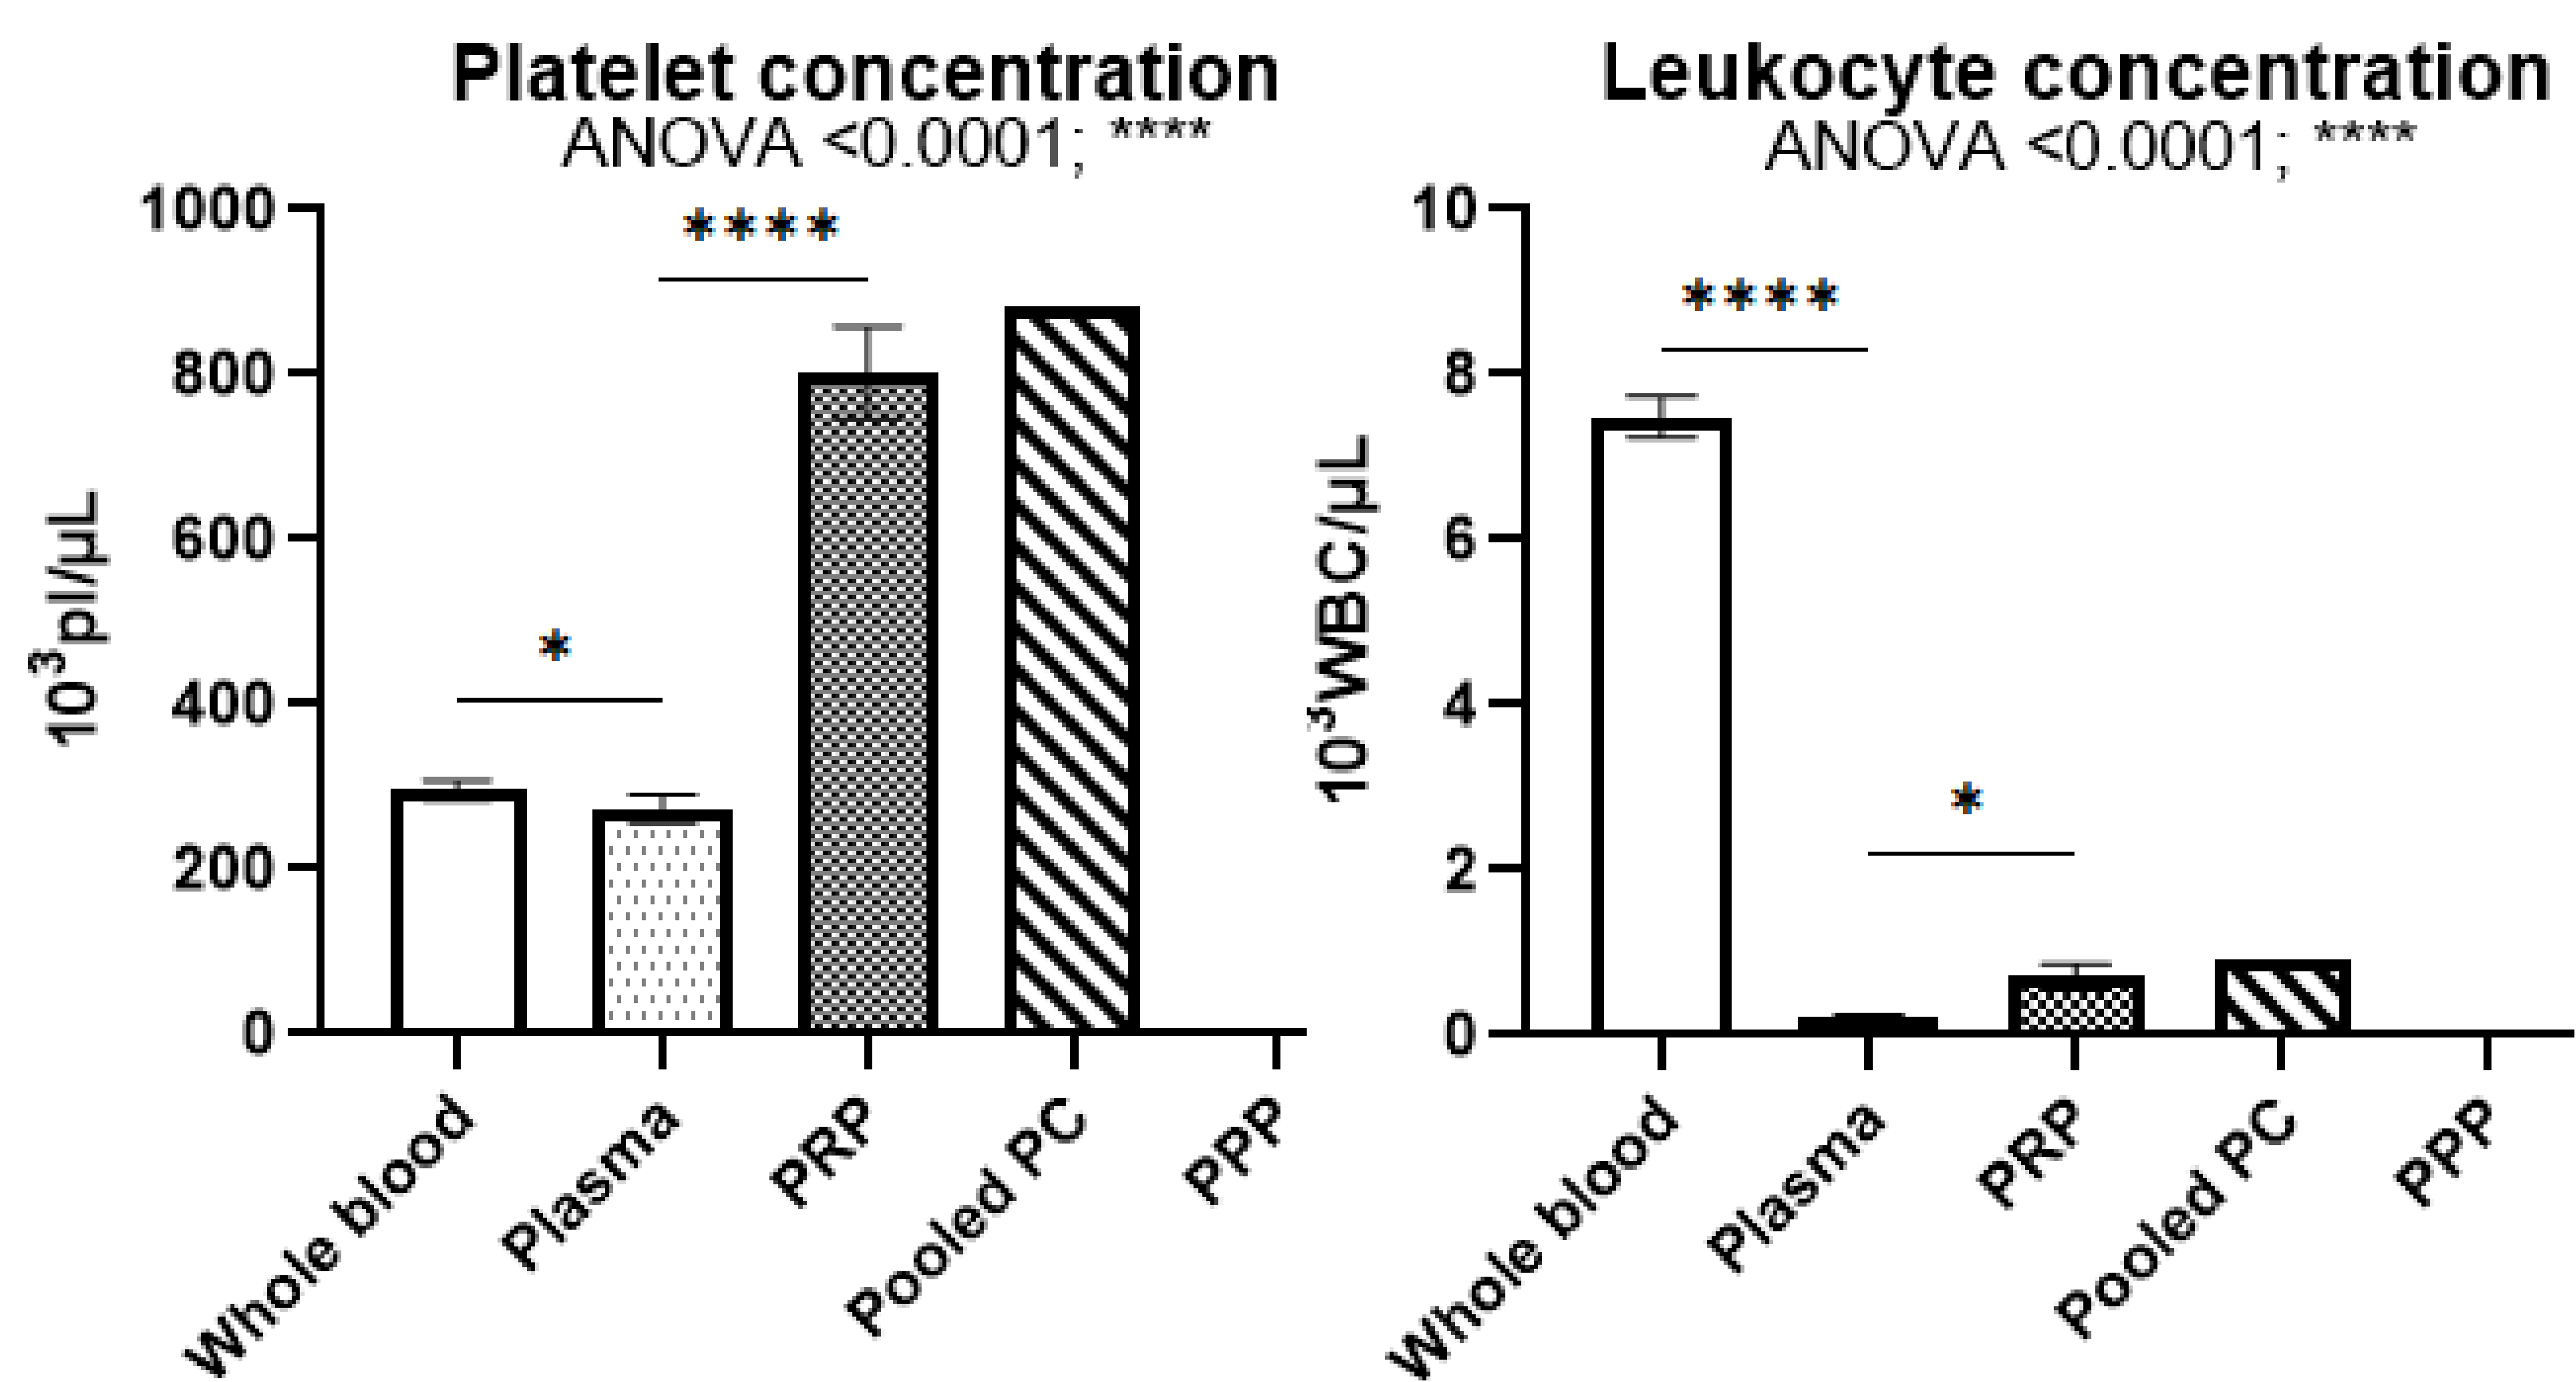 Platelet concentration
ANOVA <0.0001; ****
1000
800
600
400
200
0
10³pl/µL
****
*
Whole blood
Plasma
PRP
Pooled PC
PPP
Leukocyte concentration
ANOVA <0.0001; ****
10
8
6
4
2
0
10³WBC/µL
****
*
Whole blood
Plasma
PRP
Pooled PC
PPP